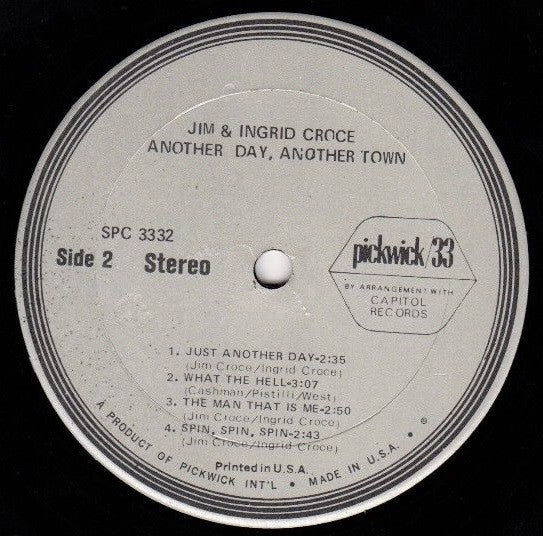 JIM & INGRID CROCE
ANOTHER DAY, ANOTHER TOWN
SPC 3332
Side 2 Stereo
pickwick/33
BY ARRANGEMENT WITH
CAPITOL
RECORDS
1. JUST ANOTHER DAY-2:35
(Jim Croce/Ingrid Croce)
2. WHAT THE HELL-3:07
(Cashman/Pistilli/West)
3. THE MAN THAT IS ME-2:50
(Jim Croce/Ingrid Croce)
4. SPIN, SPIN, SPIN-2:43
(Jim Croce/Ingrid Croce)
Printed in U.S.A.
A PRODUCT OF PICKWICK INT'L • MADE IN U.S.A. • ℗